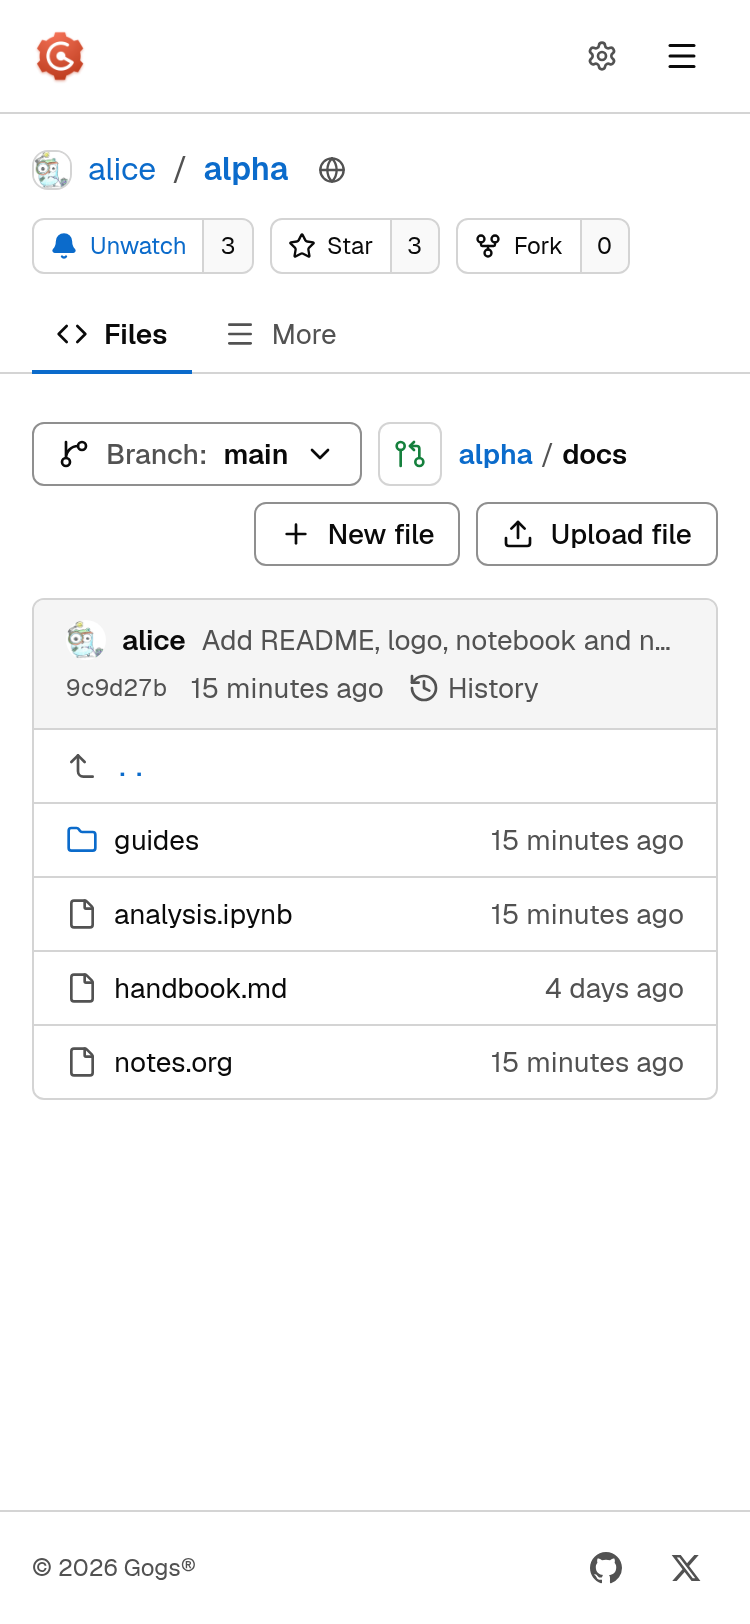 alice / alpha
Unwatch 3 Star 3 Fork 0
Files More
Branch: main alpha / docs
New file Upload file
alice Add README, logo, notebook and n...
9c9d27b 15 minutes ago History
..
guides 15 minutes ago
analysis.ipynb 15 minutes ago
handbook.md 4 days ago
notes.org 15 minutes ago
© 2026 Gogs®